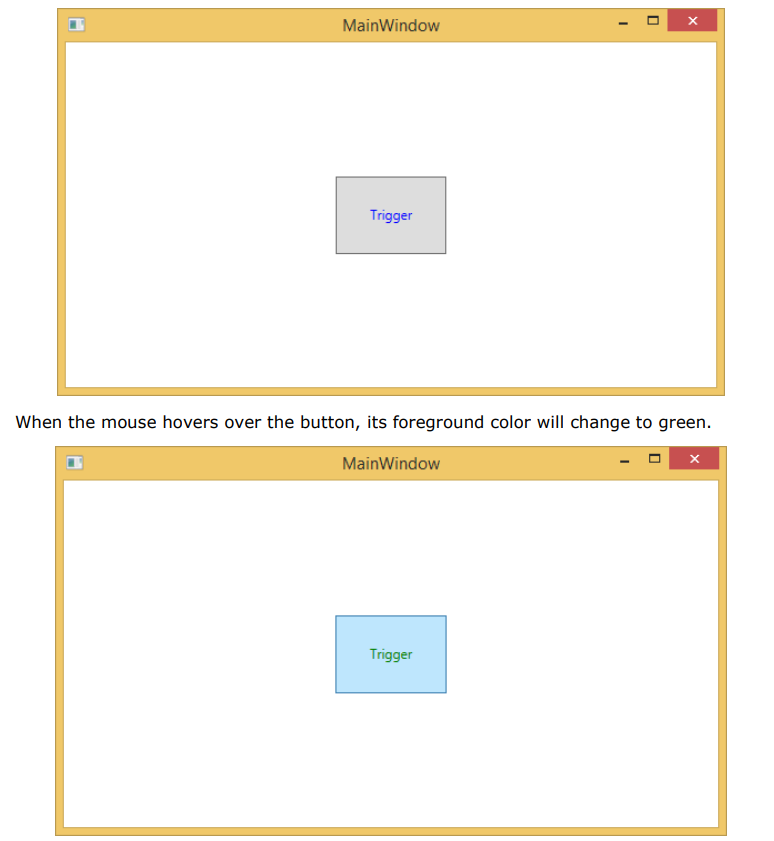 MainWindow
Trigger
When the mouse hovers over the button, its foreground color will change to green.
MainWindow
Trigger